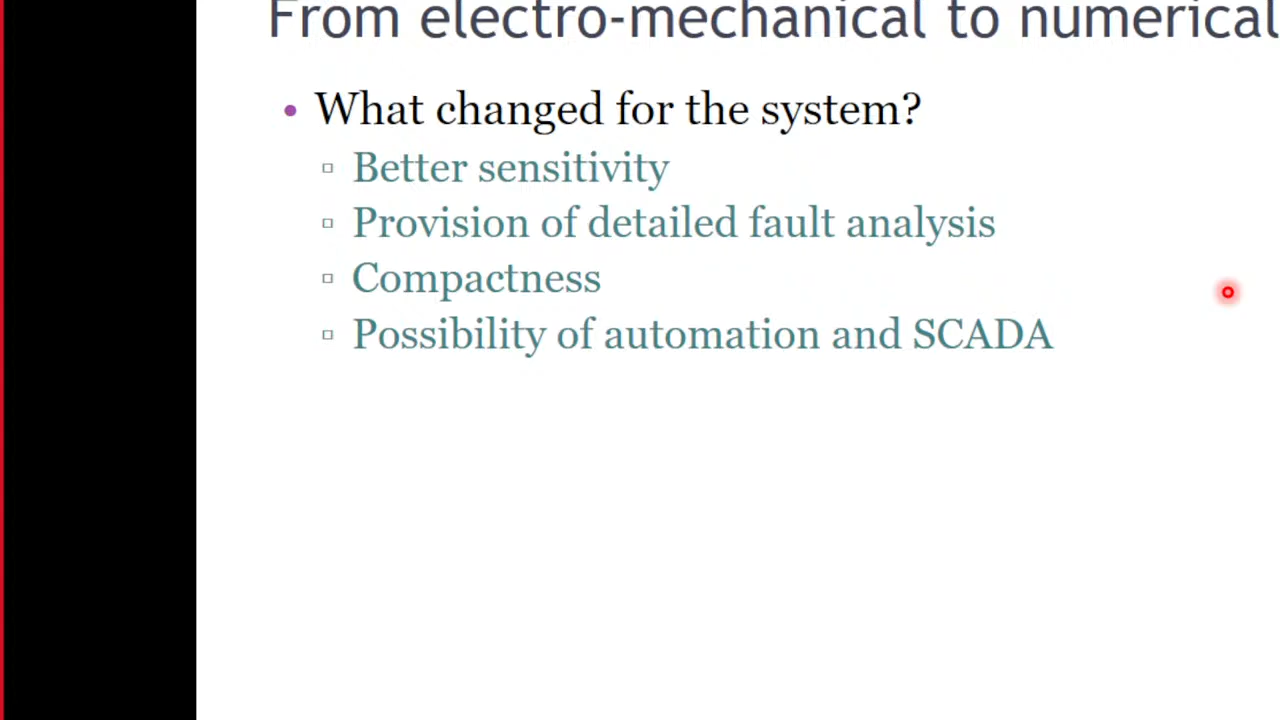 From electro-mechanical to numerical
• What changed for the system?
▫ Better sensitivity
▫ Provision of detailed fault analysis
▫ Compactness
▫ Possibility of automation and SCADA